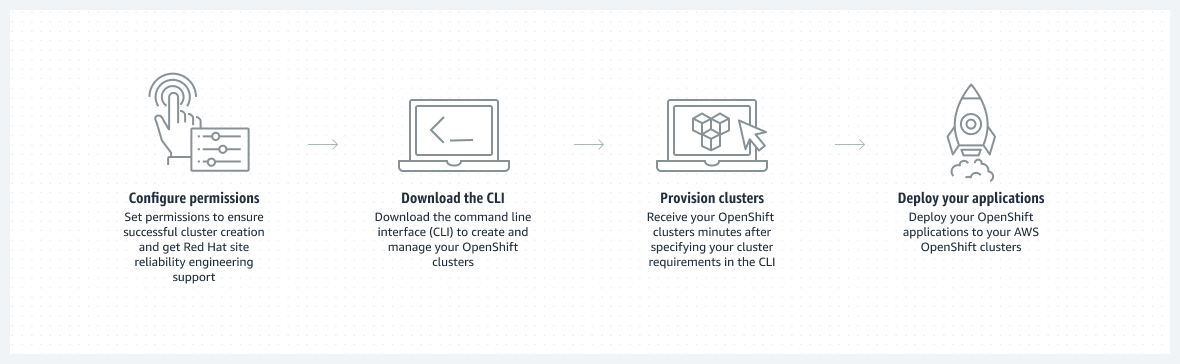 Configure permissions
Set permissions to ensure
successful cluster creation
and get Red Hat site
reliability engineering
support
Download the CLI
Download the command line
interface (CLI) to create and
manage your OpenShift
clusters
Provision clusters
Receive your OpenShift
clusters minutes after
specifying your cluster
requirements in the CLI
Deploy your applications
Deploy your OpenShift
applications to your AWS
OpenShift clusters